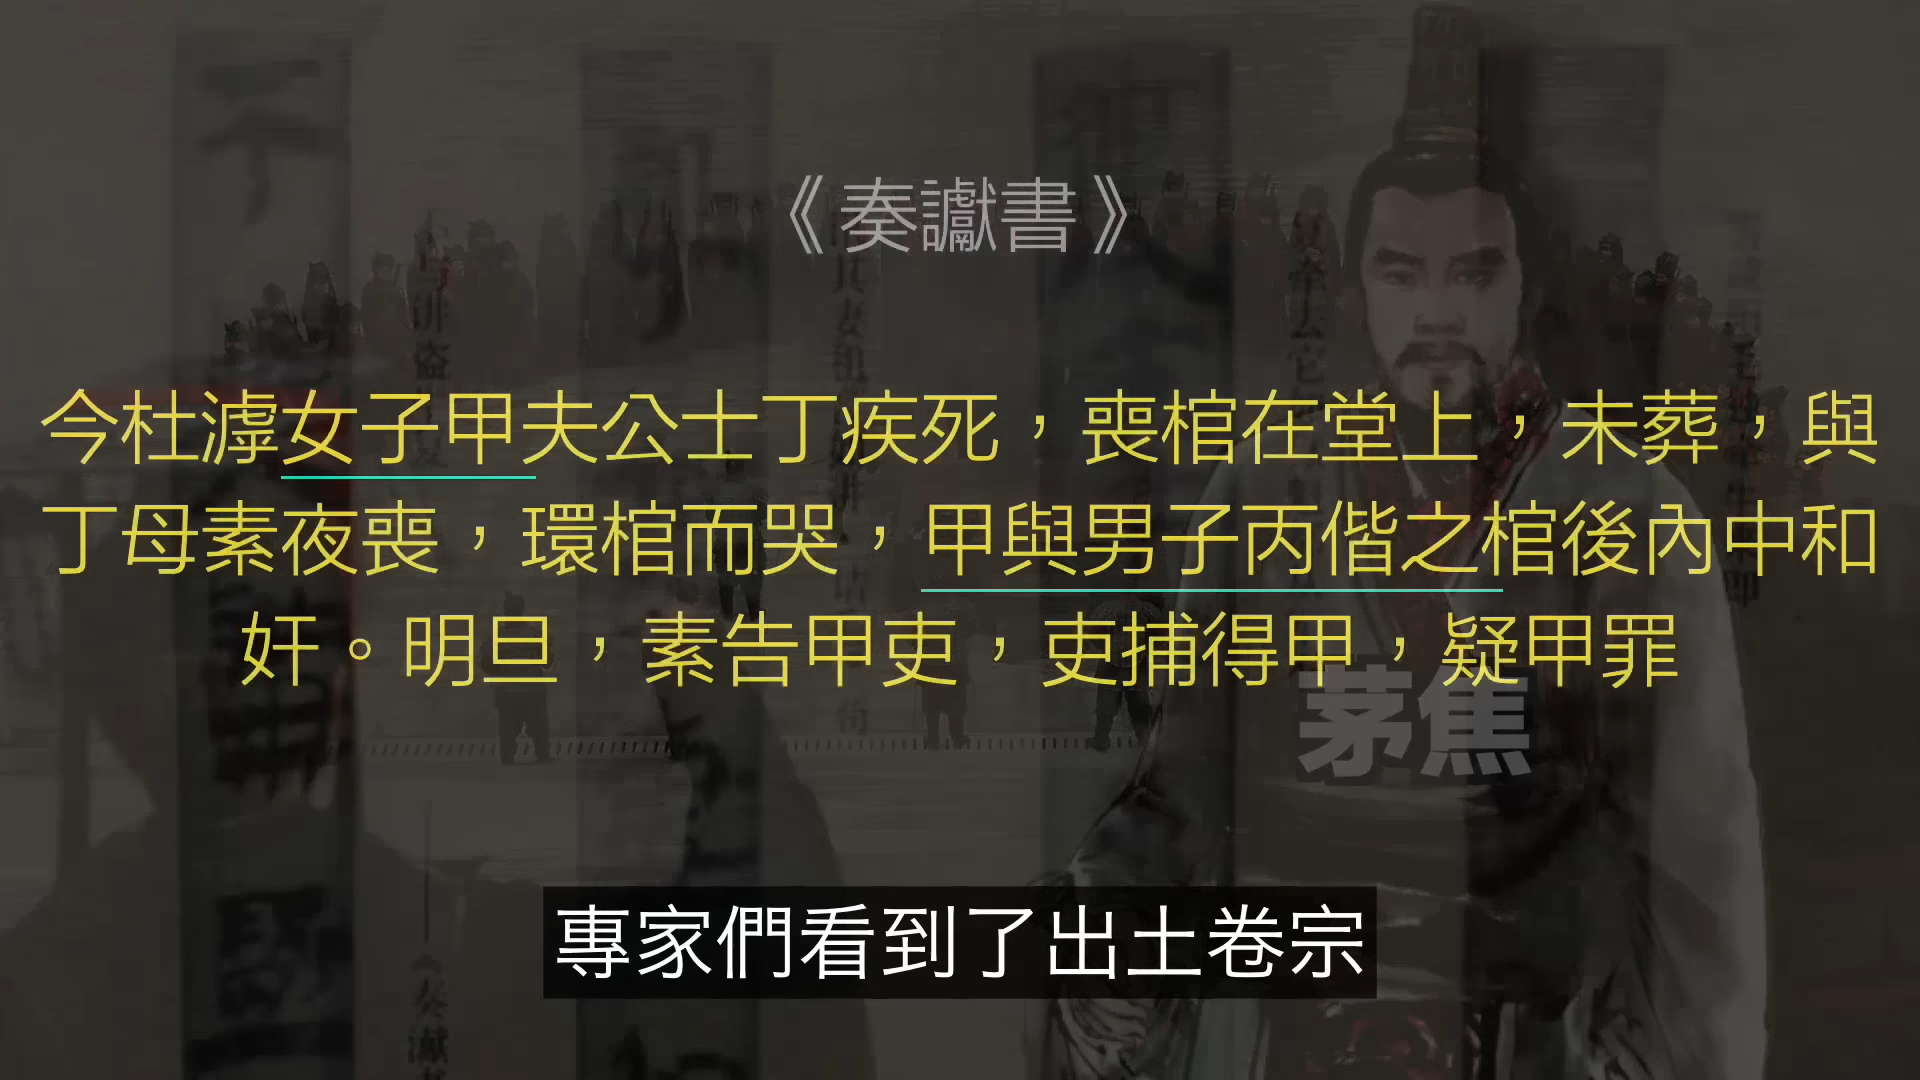 《奏讞書》
今杜滹女子甲夫公士丁疾死，喪棺在堂上，未葬，與
丁母素夜喪，環棺而哭，甲與男子丙偕之棺後內中和
奸。明旦，素告甲吏，吏捕得甲，疑甲罪
茅焦
專家們看到了出土卷宗